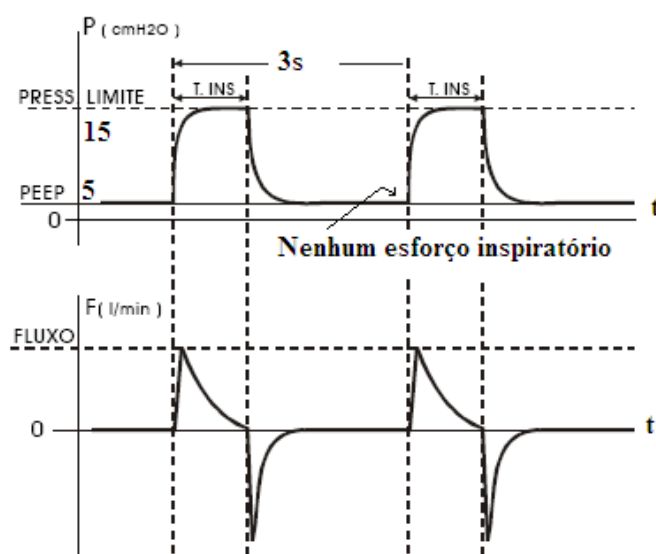 P ( cmH2O )
3s
PRESS. LIMITE
T. INS
T. INS
15
PEEP 5
t
0
Nenhum esforço inspiratório
F( l/min )
FLUXO
0
t